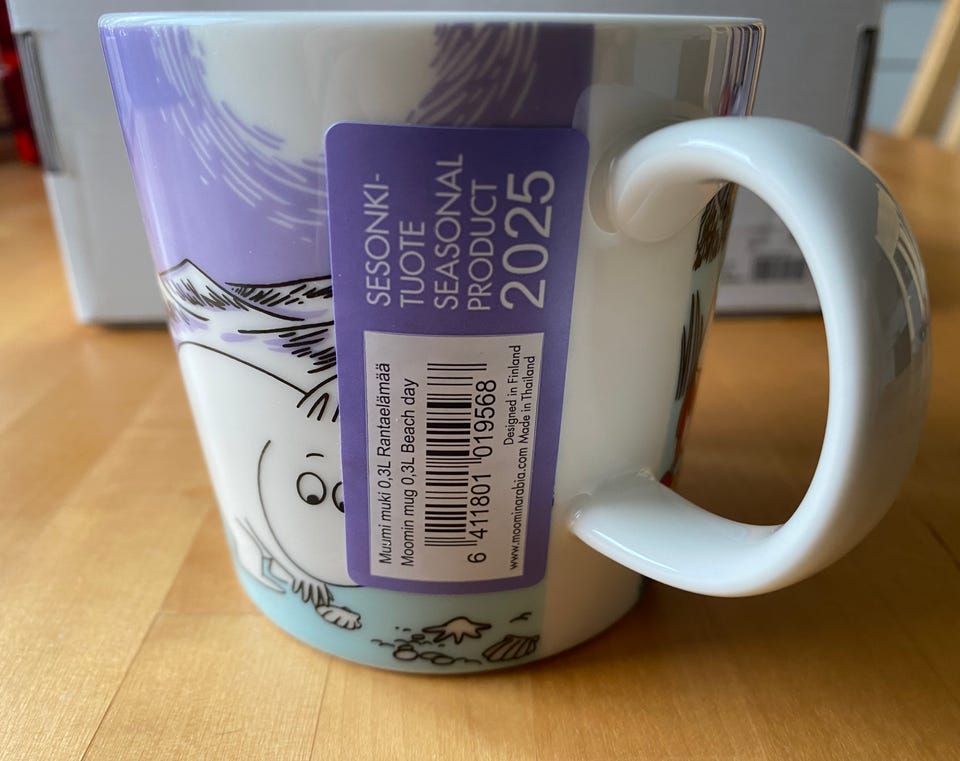 SESONKI-
TUOTE
SEASONAL
PRODUCT
2025
Muumi muki 0,3L Rantaelämää
Moomin mug 0,3L Beach day
6 411801 019568
www.moominarabia.com
Designed in Finland
Made in Thailand